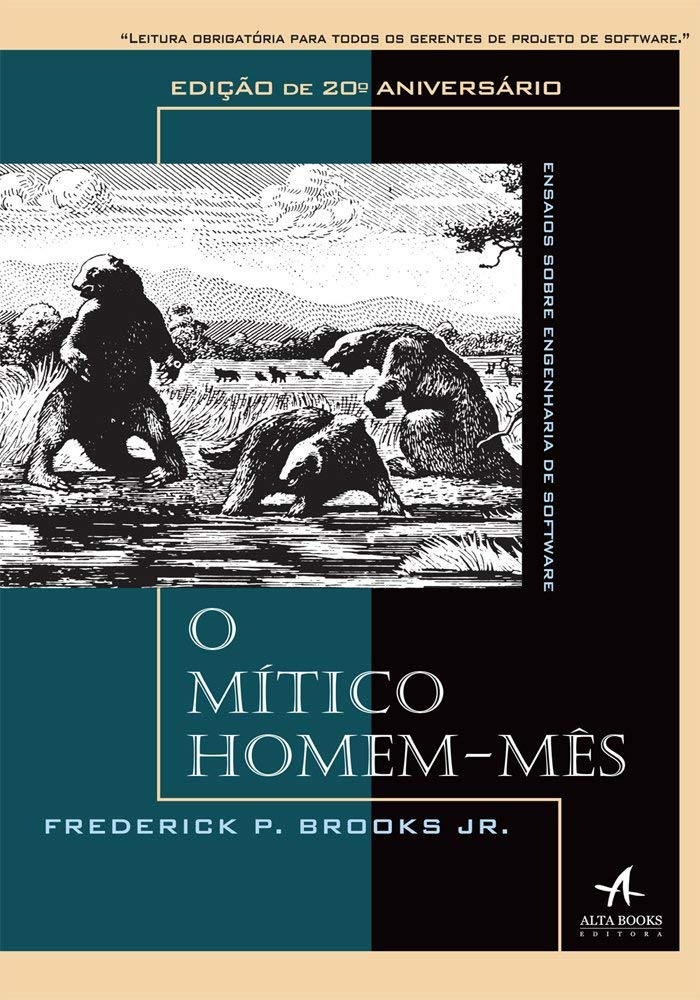 “Leitura obrigatória para todos os gerentes de projeto de software.”
Edição de 20º Aniversário
Ensaios sobre Engenharia de Software
O
MÍTICO
HOMEM-MÊS
FREDERICK P. BROOKS JR.
ALTA BOOKS
EDITORA